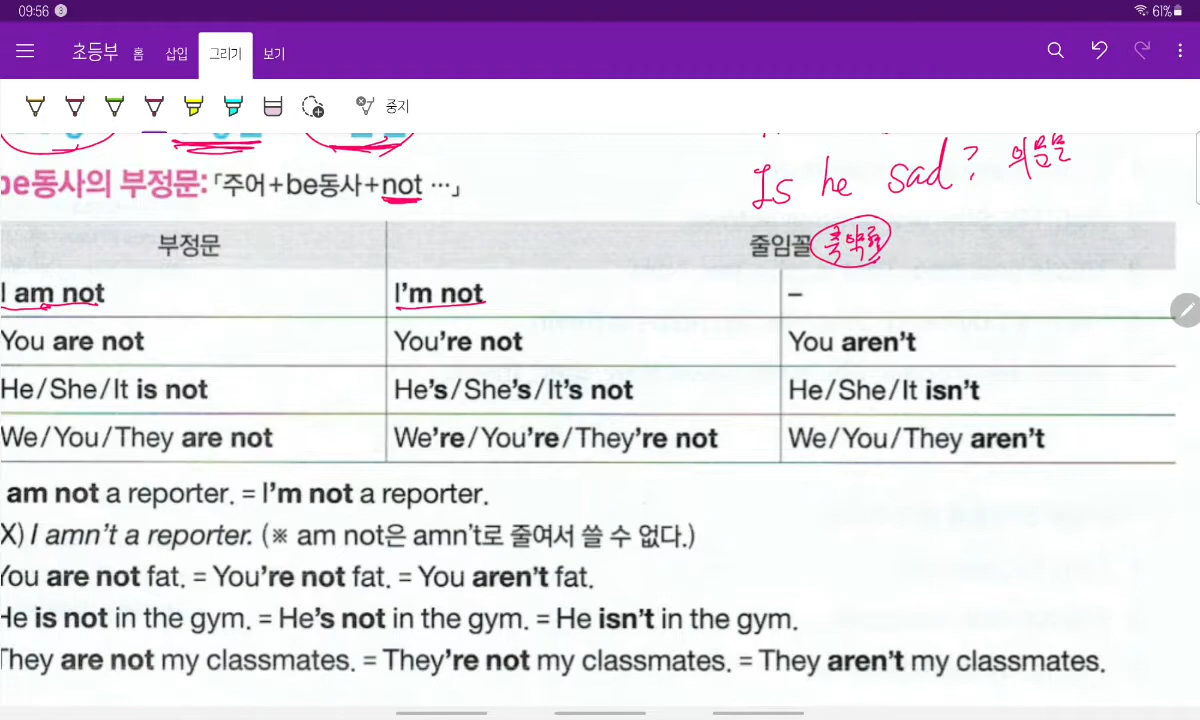 09:56 3 61%
초등부 홈 삽입 그리기 보기
중지
Is he sad? 의문문
be동사의 부정문: 「주어+be동사+not …」
부정문 줄임꼴 축약형
I am not I'm not –
You are not You're not You aren't
He/She/It is not He's/She's/It's not He/She/It isn't
We/You/They are not We're/You're/They're not We/You/They aren't
am not a reporter. = I'm not a reporter.
X) I amn't a reporter. (※ am not은 amn't로 줄여서 쓸 수 없다.)
You are not fat. = You're not fat. = You aren't fat.
He is not in the gym. = He's not in the gym. = He isn't in the gym.
They are not my classmates. = They're not my classmates. = They aren't my classmates.